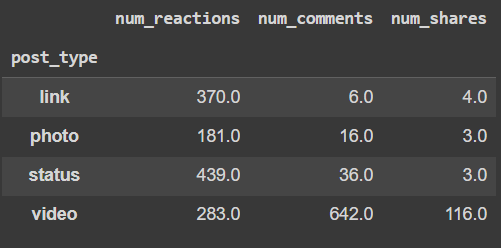 num_reactions num_comments num_shares
post_type
link 370.0 6.0 4.0
photo 181.0 16.0 3.0
status 439.0 36.0 3.0
video 283.0 642.0 116.0